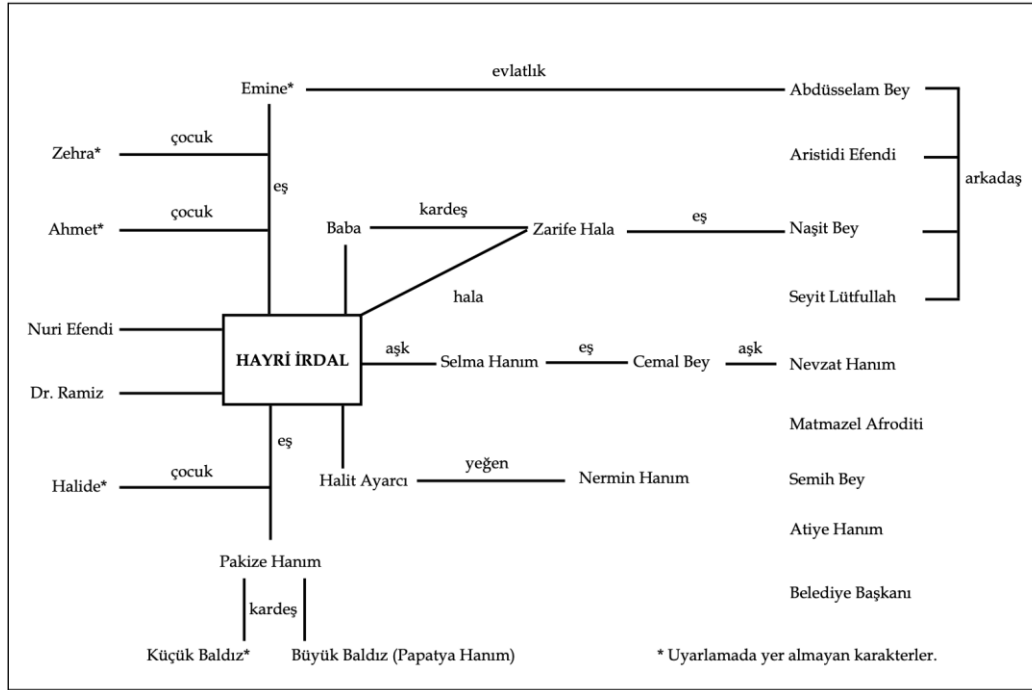 evlatlık
Emine*
Abdüsselam Bey
çocuk
Zehra*
Aristidi Efendi
arkadaş
eş
çocuk
kardeş
Ahmet*
Baba
Zarife Hala
eş
Naşit Bey
hala
Seyit Lütfullah
Nuri Efendi
HAYRİ İRDAL
aşk
Selma Hanım
eş
Cemal Bey
aşk
Nevzat Hanım
Dr. Ramiz
Matmazel Afroditi
eş
çocuk
yeğen
Halide*
Halit Ayarcı
Nermin Hanım
Semih Bey
Atiye Hanım
Pakize Hanım
Belediye Başkanı
kardeş
Küçük Baldız*
Büyük Baldız (Papatya Hanım)
* Uyarlamada yer almayan karakterler.